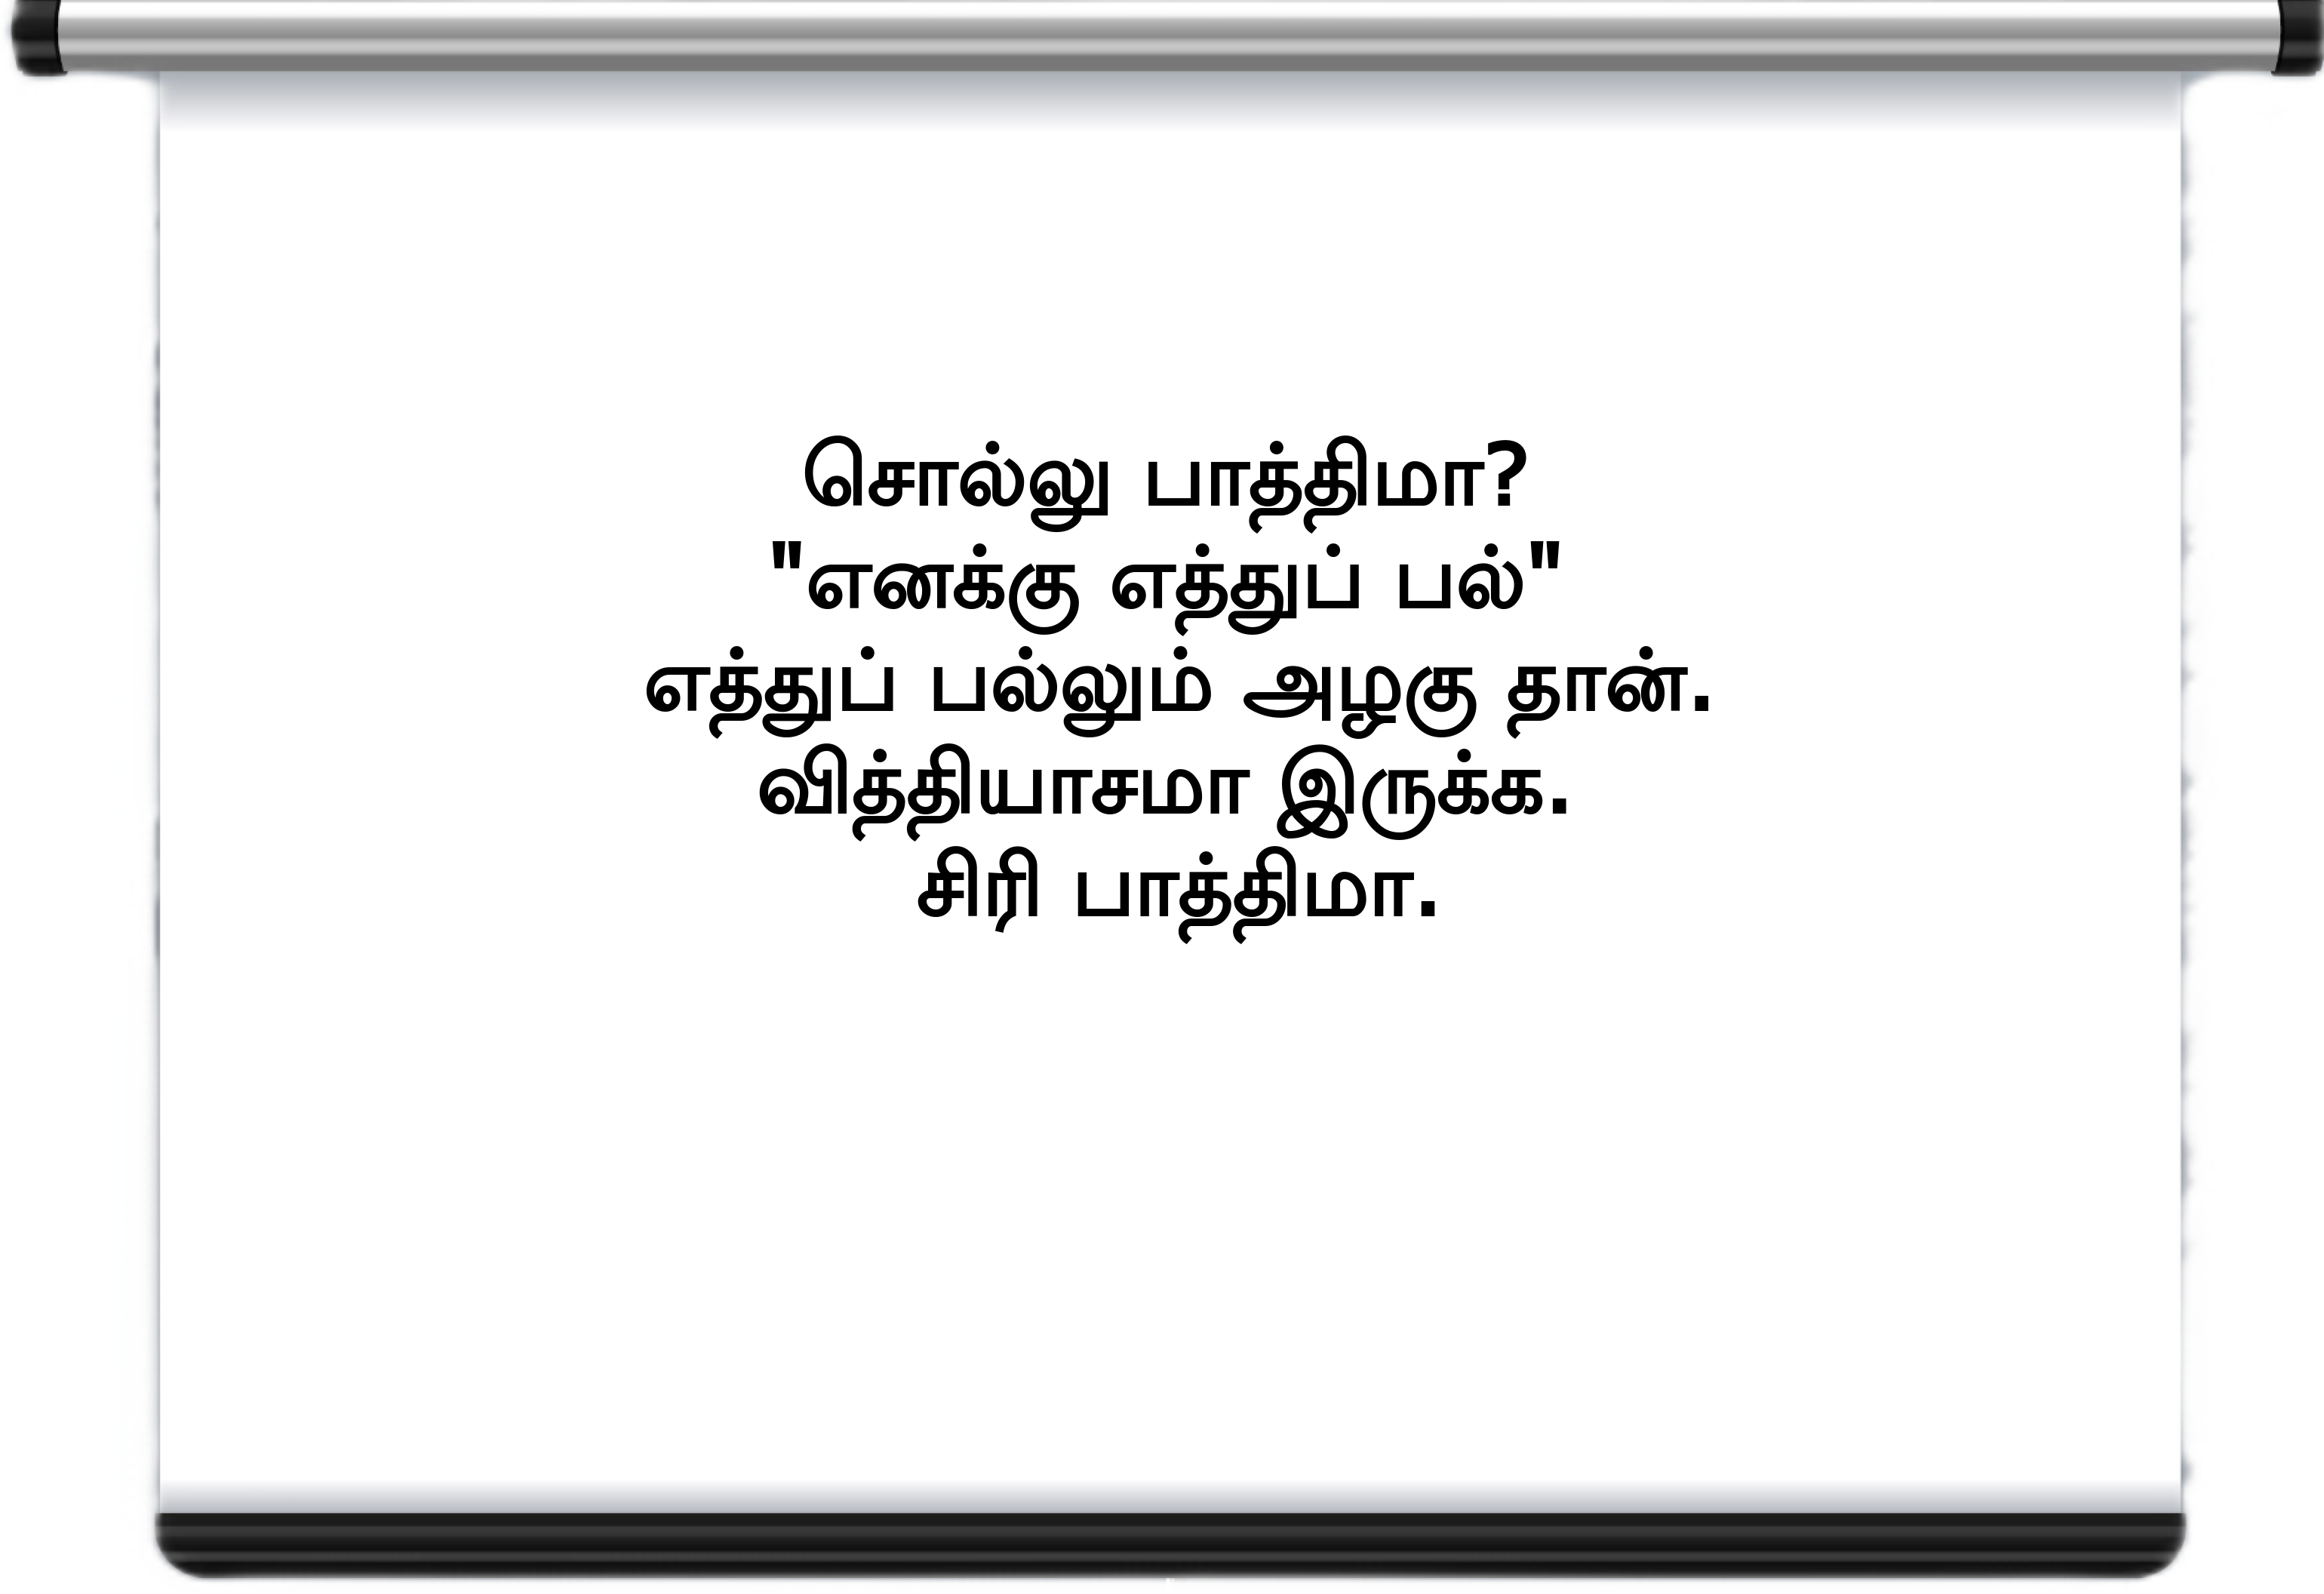 சொல்லு பாத்திமா?
"எனக்கு எத்துப் பல்"
எத்துப் பல்லும் அழகு தான்.
வித்தியாசமா இருக்க.
சிரி பாத்திமா.